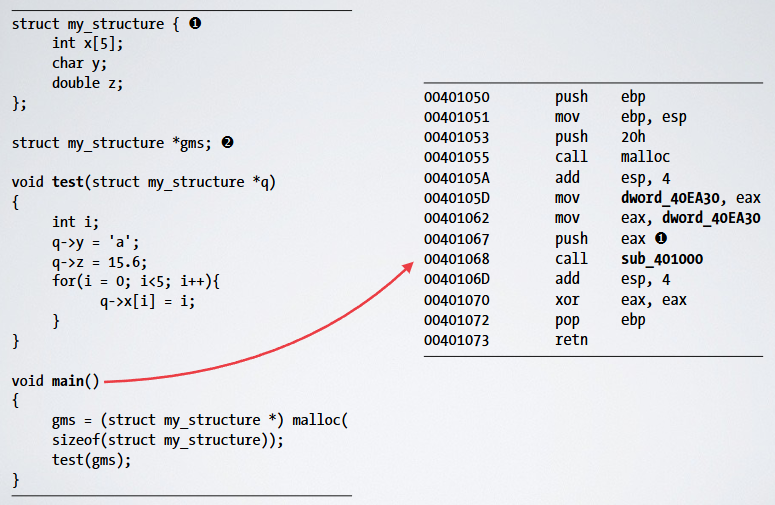 struct my_structure { ❶
int x[5];
char y;
double z;
};
struct my_structure *gms; ❷
void test(struct my_structure *q)
{
int i;
q->y = 'a';
q->z = 15.6;
for(i = 0; i<5; i++){
q->x[i] = i;
}
}
void main()
{
gms = (struct my_structure *) malloc(
sizeof(struct my_structure));
test(gms);
}
00401050 push ebp
00401051 mov ebp, esp
00401053 push 20h
00401055 call malloc
0040105A add esp, 4
0040105D mov dword_40EA30, eax
00401062 mov eax, dword_40EA30
00401067 push eax ❶
00401068 call sub_401000
0040106D add esp, 4
00401070 xor eax, eax
00401072 pop ebp
00401073 retn